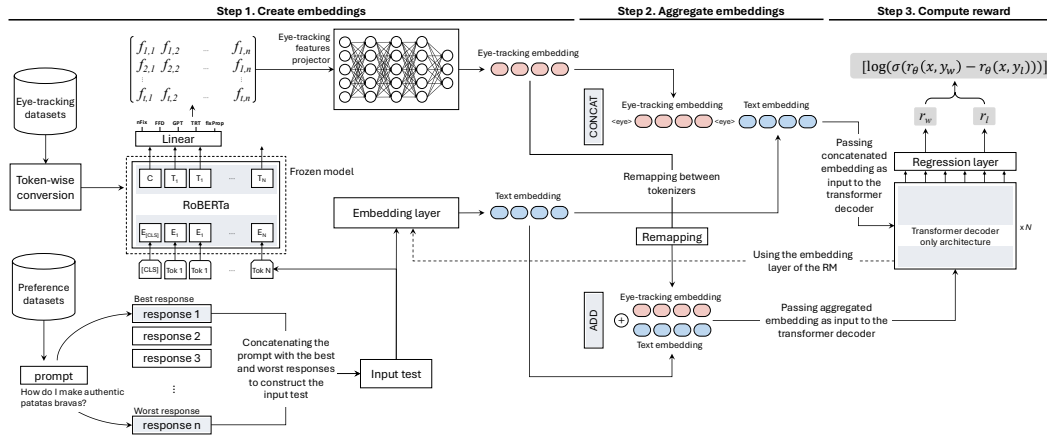 Step 1. Create embeddings
Step 2. Aggregate embeddings
Step 3. Compute reward
Eye-tracking
datasets
Token-wise
conversion
f1,1 f1,2 ... f1,n
f2,1 f2,2 ... f1,n
⋮ ⋮
ft,1 ft,2 ... ft,n
nFix FFD GPT TRT fixProp
Linear
Frozen model
C T1 T1 ... TN
RoBERTa
E[CLS] E1 E1 ... EN
[CLS] Tok 1 Tok 1 ... Tok N
Eye-tracking
features
projector
Eye-tracking embedding
Embedding layer
Text embedding
Preference
datasets
prompt
How do I make authentic
patatas bravas?
Best response
response 1
response 2
response 3
⋮
Worst response
response n
Concatenating the
prompt with the best
and worst responses
to construct the
input test
Input test
CONCAT
Eye-tracking embedding
<eye> <eye>
Text embedding
Remapping between
tokenizers
Remapping
Using the embedding
layer of the RM
ADD
Eye-tracking embedding
+
Text embedding
Passing aggregated
embedding as input to the
transformer decoder
Passing
concatenated
embedding as
input to the
transformer
decoder
[log(σ(rθ(x, yw) − rθ(x, yl)))]
rw rl
Regression layer
Transformer decoder
only architecture
x N